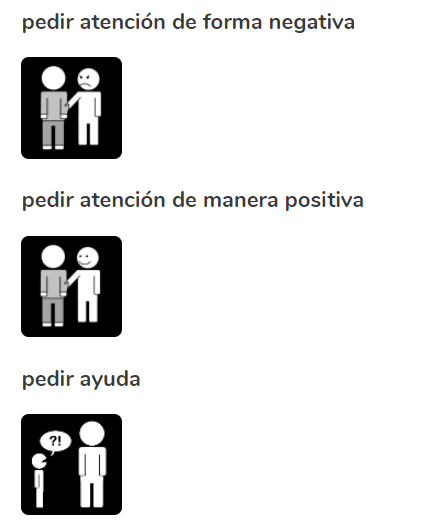 pedir atención de forma negativa
pedir atención de manera positiva
pedir ayuda
?!